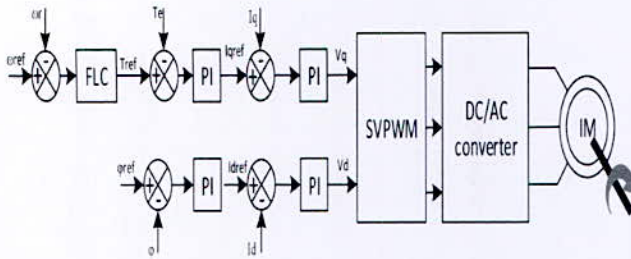 ωr Te Iq
ωref + - FLC Tref + - PI Iqref + - PI Vq
SVPWM
DC/AC
converter
IM
φref + - PI Idref + - PI Vd
φ Id